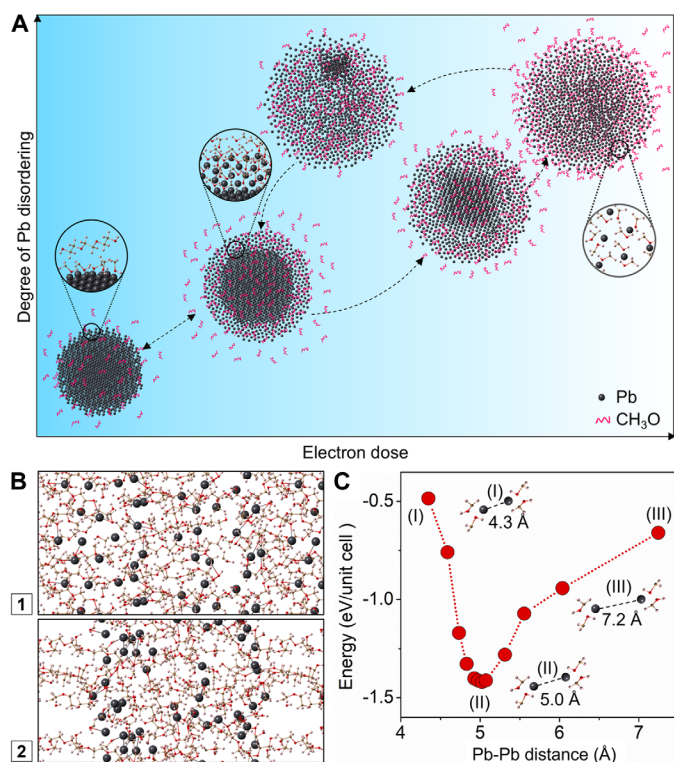 A
Degree of Pb disordering
Pb
CH₃O
Electron dose
B
1
2
C
Energy (eV/unit cell)
-0.5
-1.0
-1.5
(I)
(I)
4.3 Å
(III)
(III)
7.2 Å
(II)
(II)
5.0 Å
4 5 6 7
Pb-Pb distance (Å)